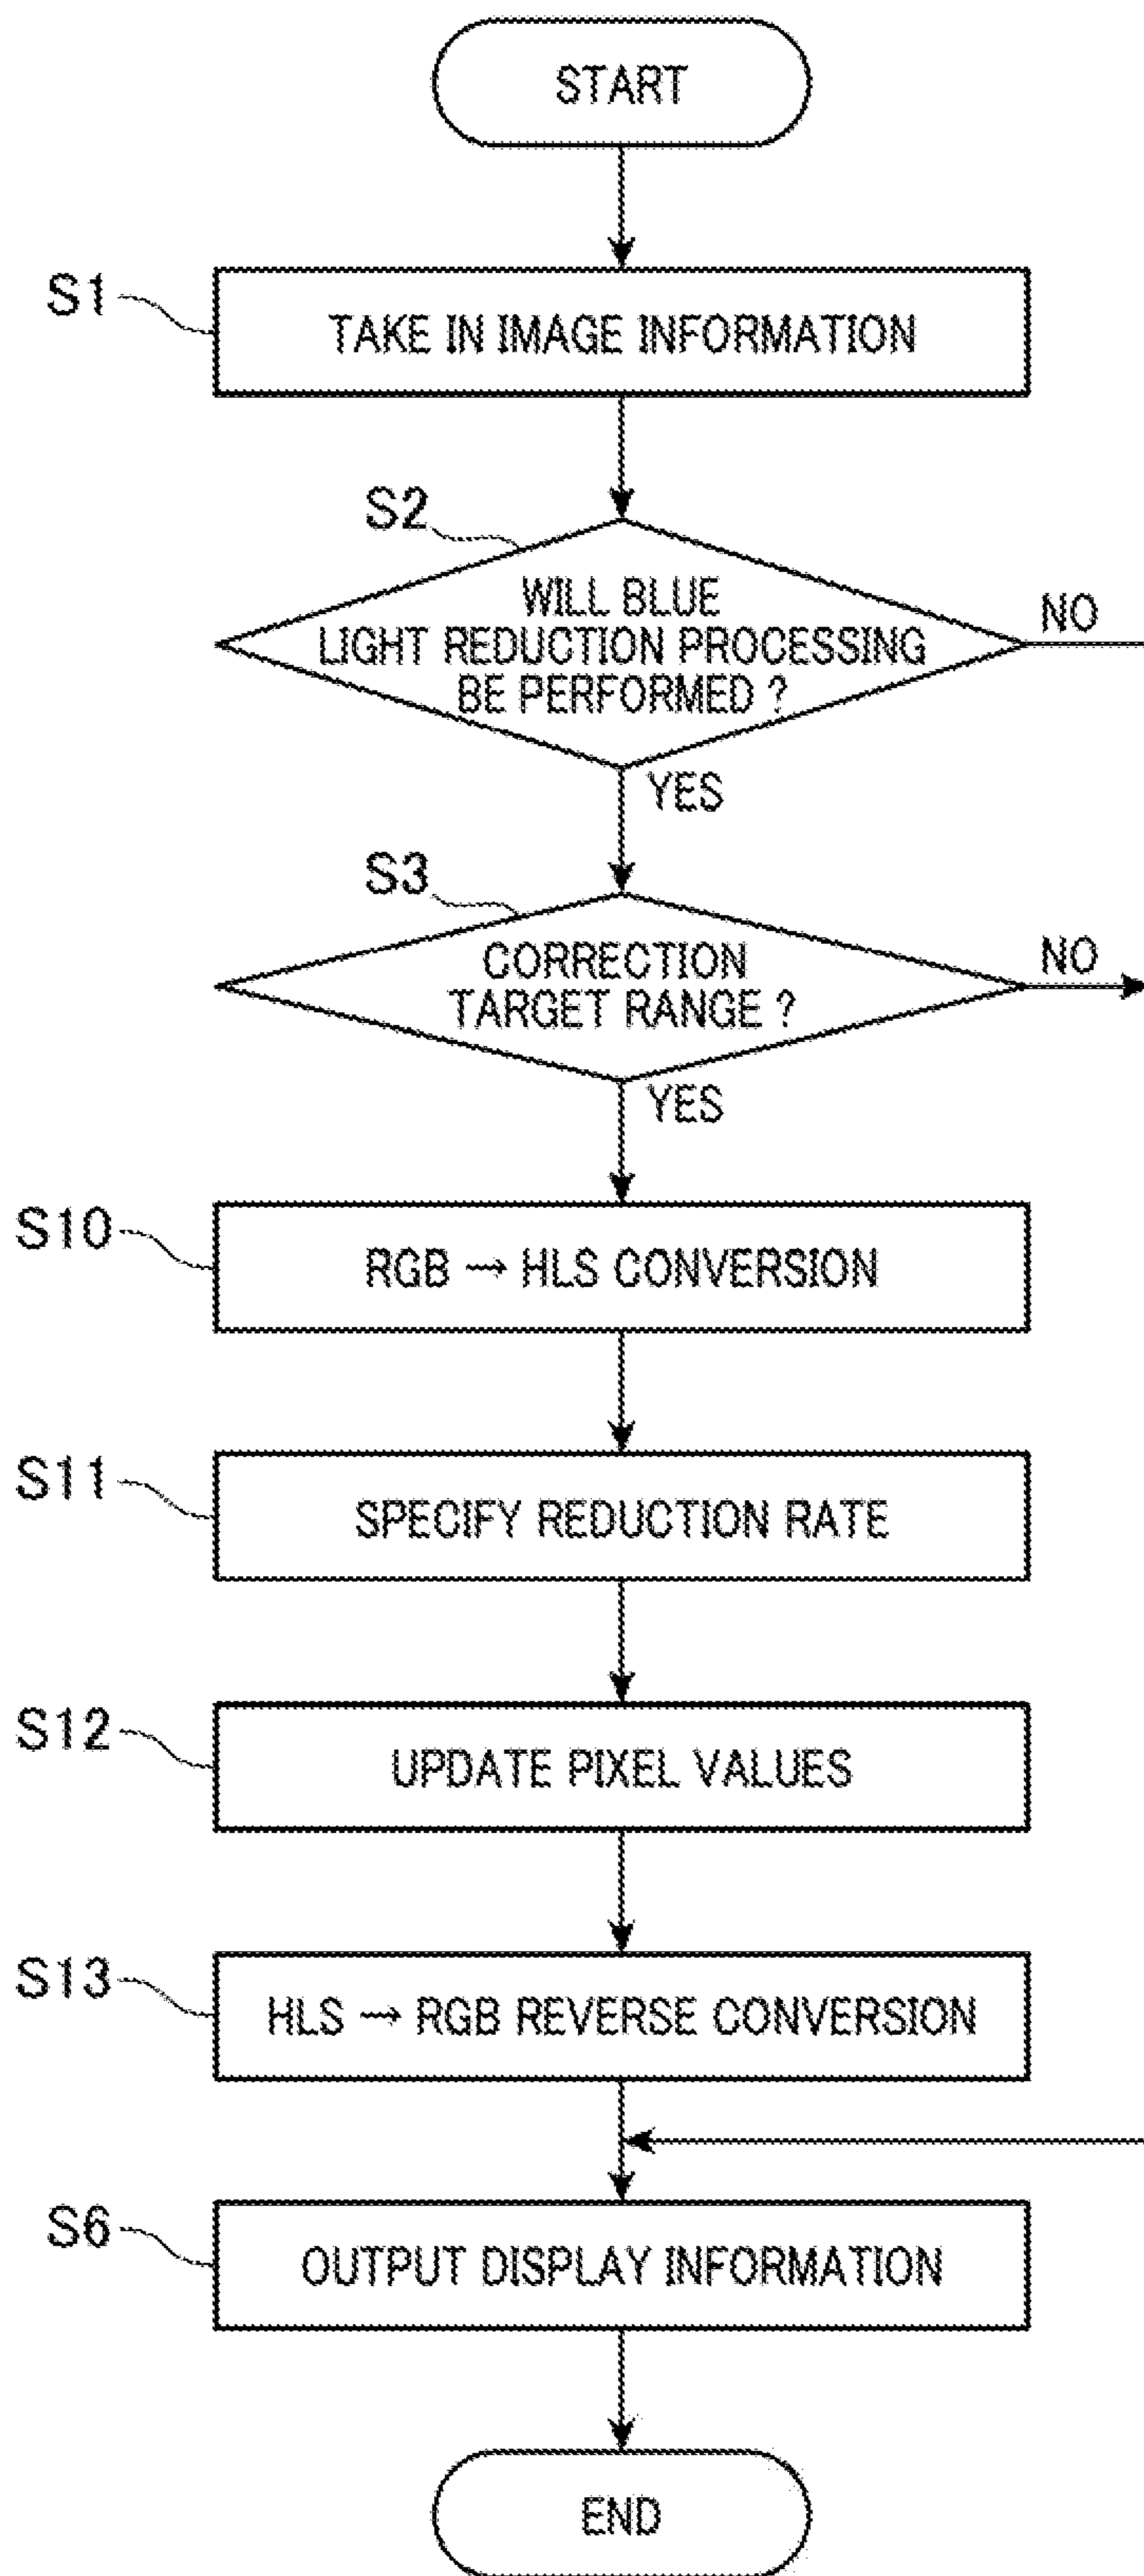 START
S1
TAKE IN IMAGE INFORMATION
S2
WILL BLUE
LIGHT REDUCTION PROCESSING
BE PERFORMED ?
NO
YES
S3
CORRECTION
TARGET RANGE ?
NO
YES
S10
RGB → HLS CONVERSION
S11
SPECIFY REDUCTION RATE
S12
UPDATE PIXEL VALUES
S13
HLS → RGB REVERSE CONVERSION
S6
OUTPUT DISPLAY INFORMATION
END